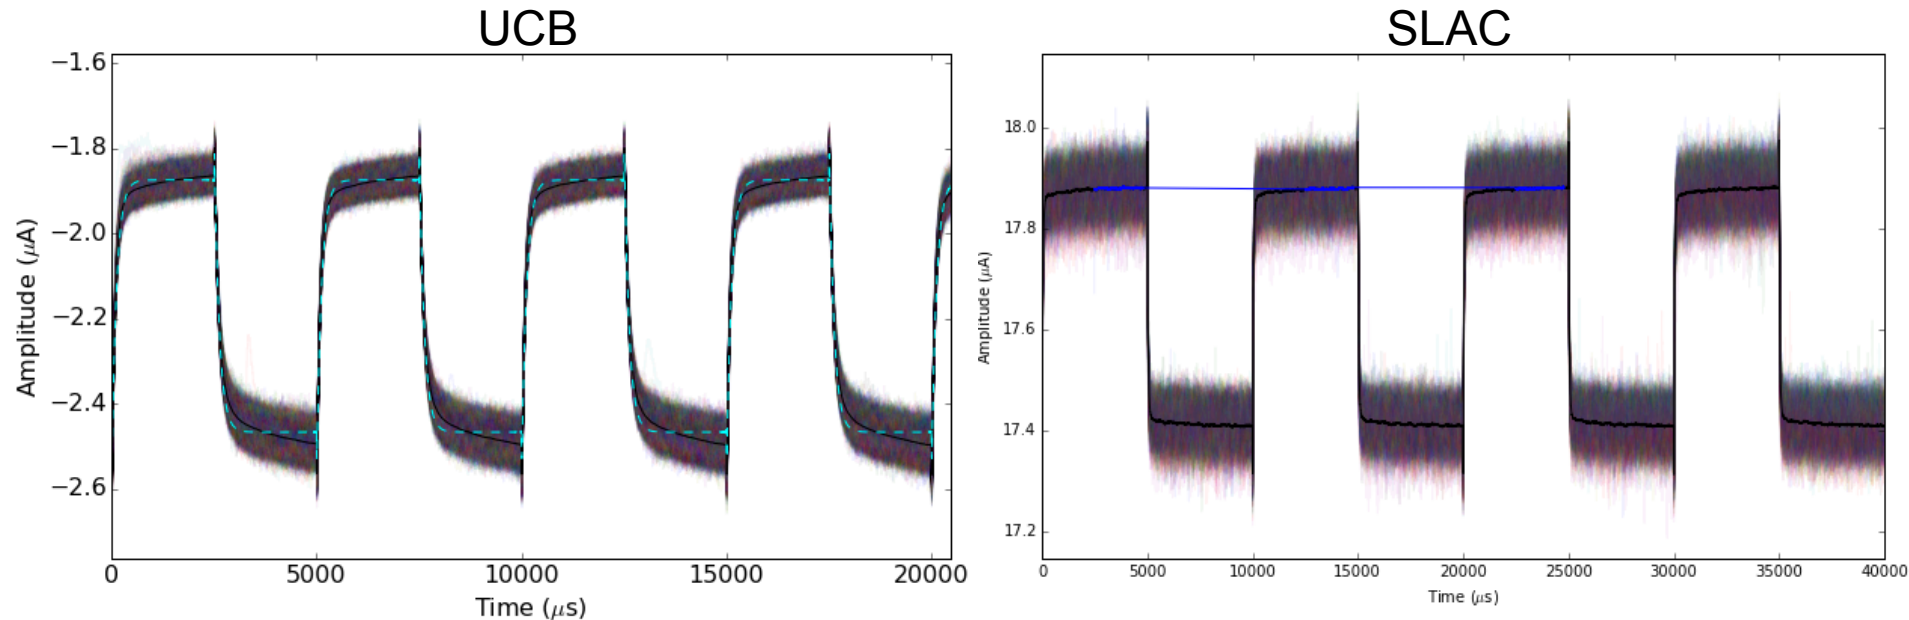 UCB
SLAC
−1.6
−1.8
−2.0
−2.2
−2.4
−2.6
Amplitude (μA)
0 5000 10000 15000 20000
Time (μs)
18.0
17.8
17.6
17.4
17.2
Amplitude (μA)
0 5000 10000 15000 20000 25000 30000 35000 40000
Time (μs)